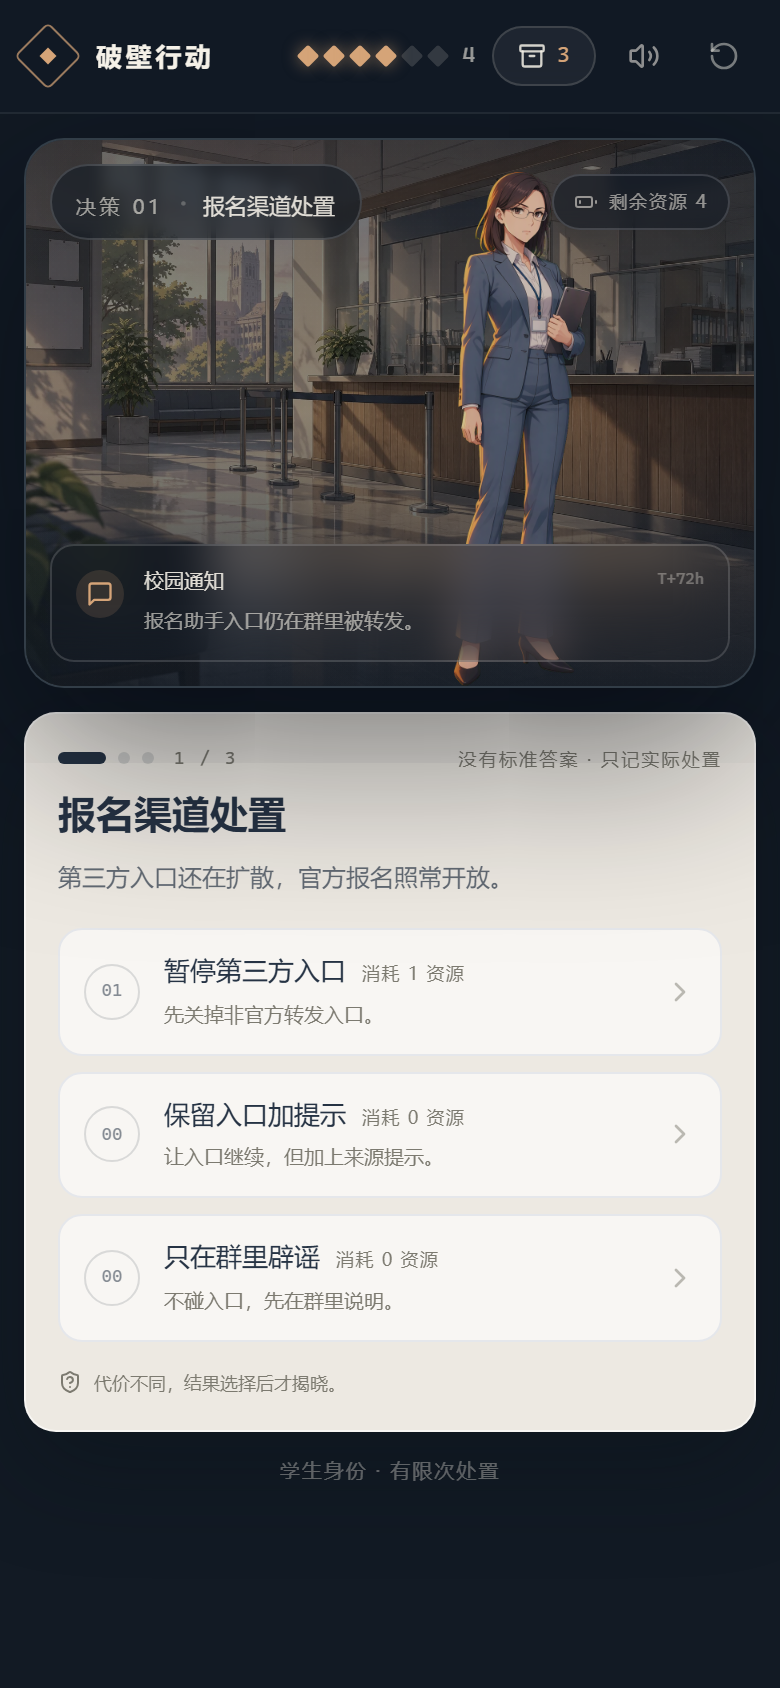 破壁行动
4
3
决策 01 · 报名渠道处置
剩余资源 4
校园通知
T+72h
报名助手入口仍在群里被转发。
1 / 3
没有标准答案 · 只记实际处置
报名渠道处置
第三方入口还在扩散，官方报名照常开放。
01
暂停第三方入口 消耗 1 资源
先关掉非官方转发入口。
00
保留入口加提示 消耗 0 资源
让入口继续，但加上来源提示。
00
只在群里辟谣 消耗 0 资源
不碰入口，先在群里说明。
代价不同，结果选择后才揭晓。
学生身份 · 有限次处置